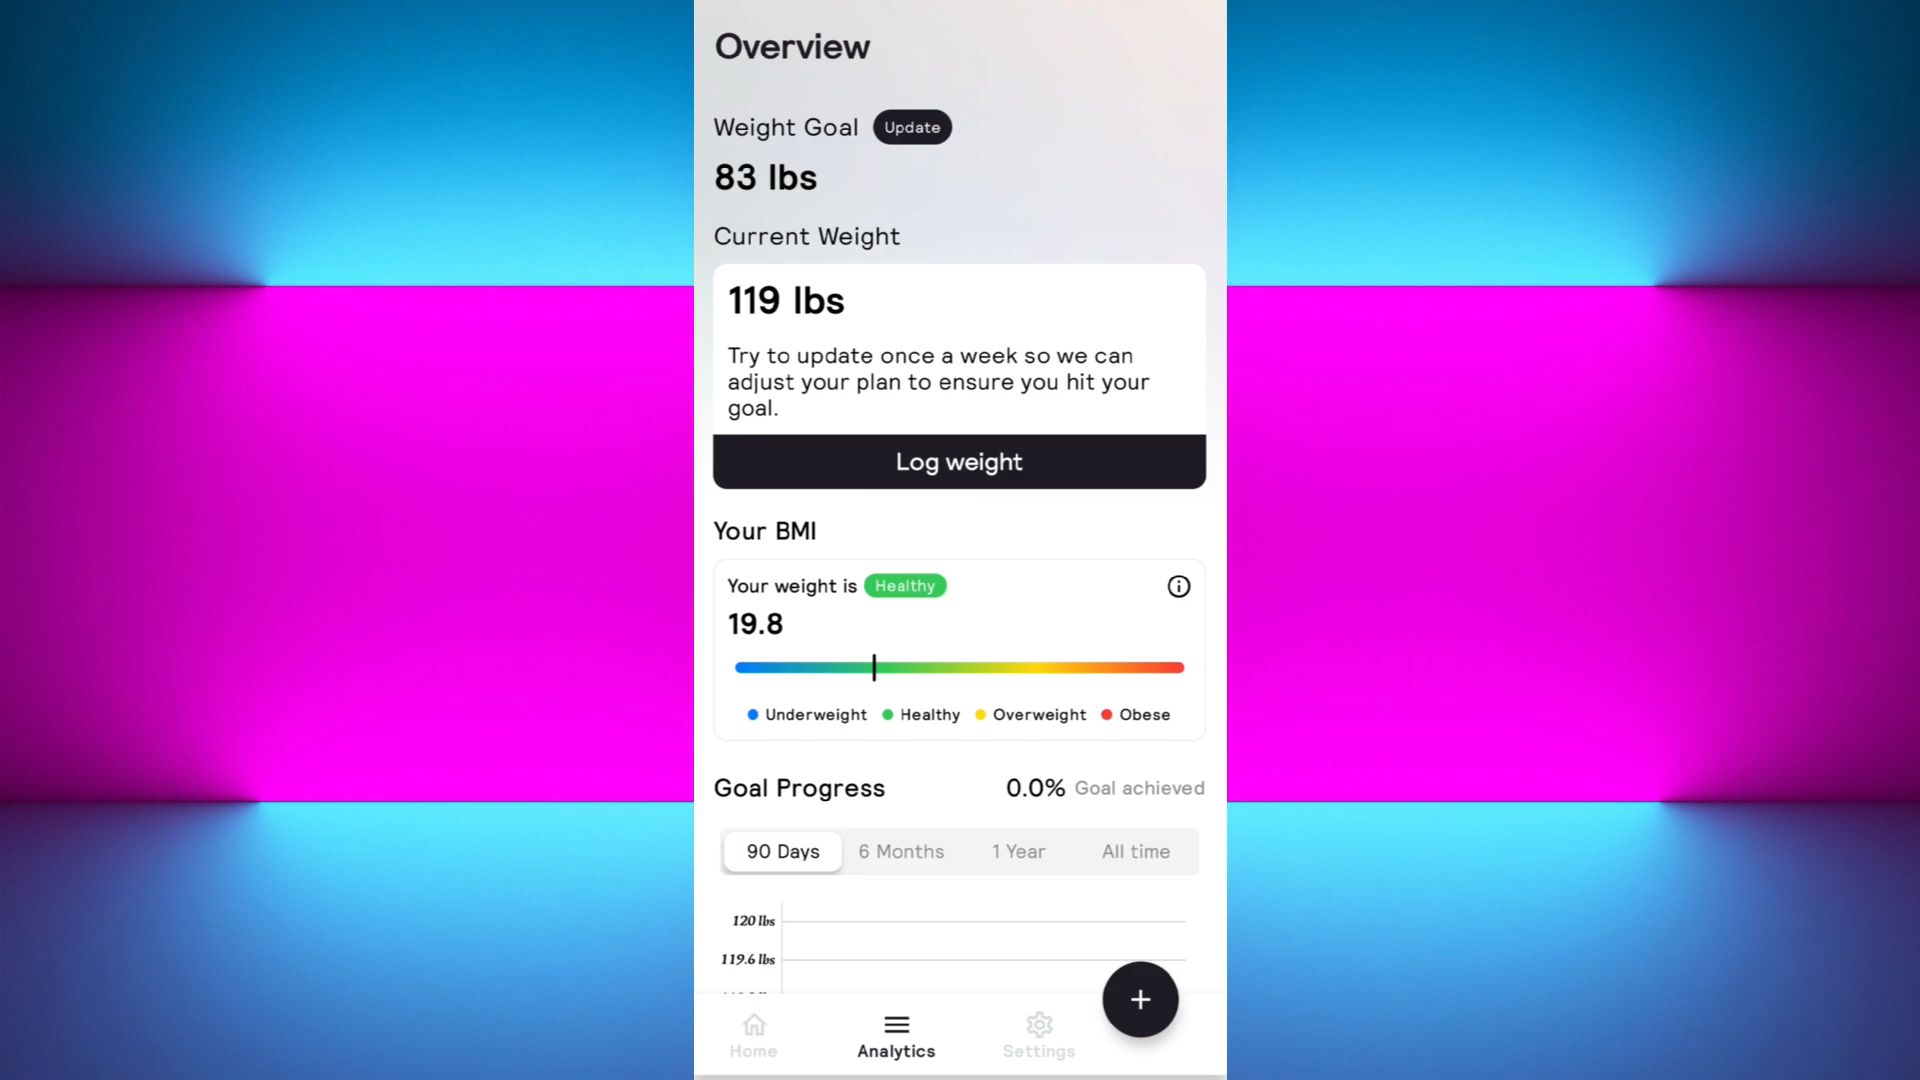 Overview
Weight Goal Update
83 lbs
Current Weight
119 lbs
Try to update once a week so we can
adjust your plan to ensure you hit your
goal.
Log weight
Your BMI
Your weight is Healthy
19.8
Underweight Healthy Overweight Obese
Goal Progress 0.0% Goal achieved
90 Days 6 Months 1 Year All time
120 lbs
119.6 lbs
+
Home Analytics Settings